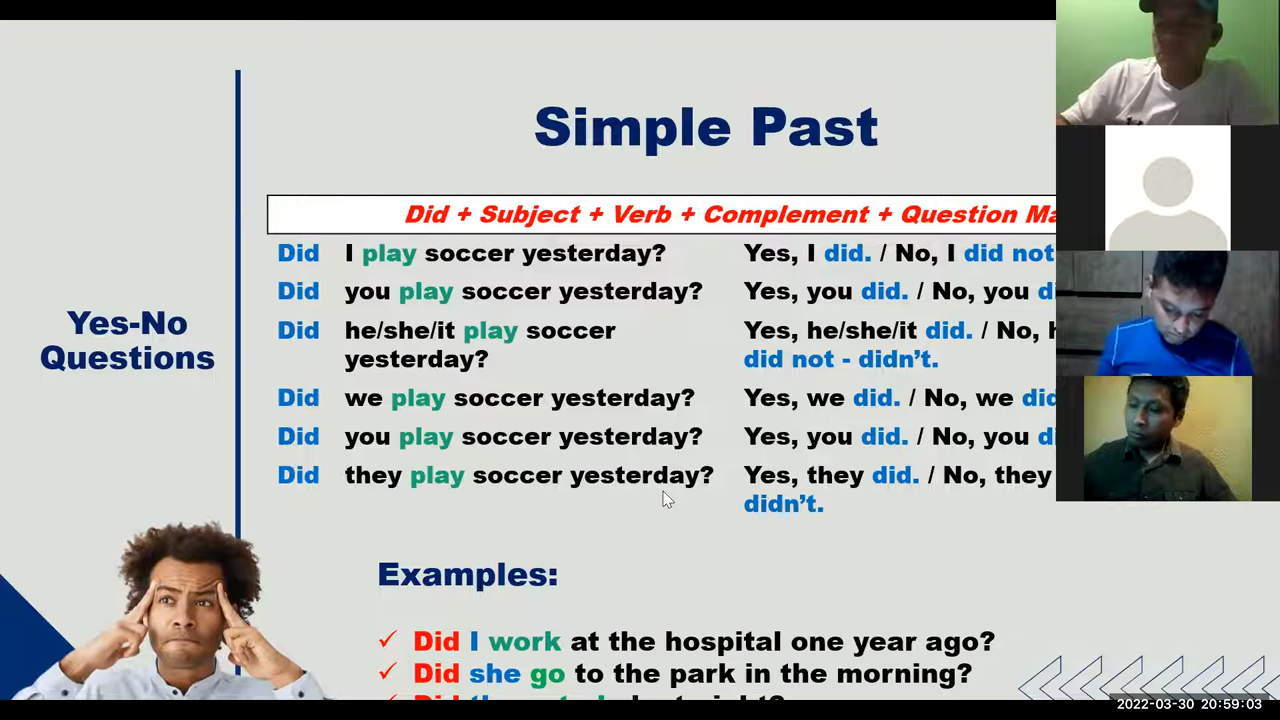 Simple Past
Did + Subject + Verb + Complement + Question
Did I play soccer yesterday? Yes, I did. / No, I did not
Did you play soccer yesterday? Yes, you did. / No, you
Did he/she/it play soccer Yes, he/she/it did. / No,
yesterday? did not - didn't.
Did we play soccer yesterday? Yes, we did. / No, we
Did you play soccer yesterday? Yes, you did. / No, you
Did they play soccer yesterday? Yes, they did. / No, they
didn't.
Yes-No
Questions
Examples:
✓ Did I work at the hospital one year ago?
✓ Did she go to the park in the morning?
2022-03-30 20:59:03